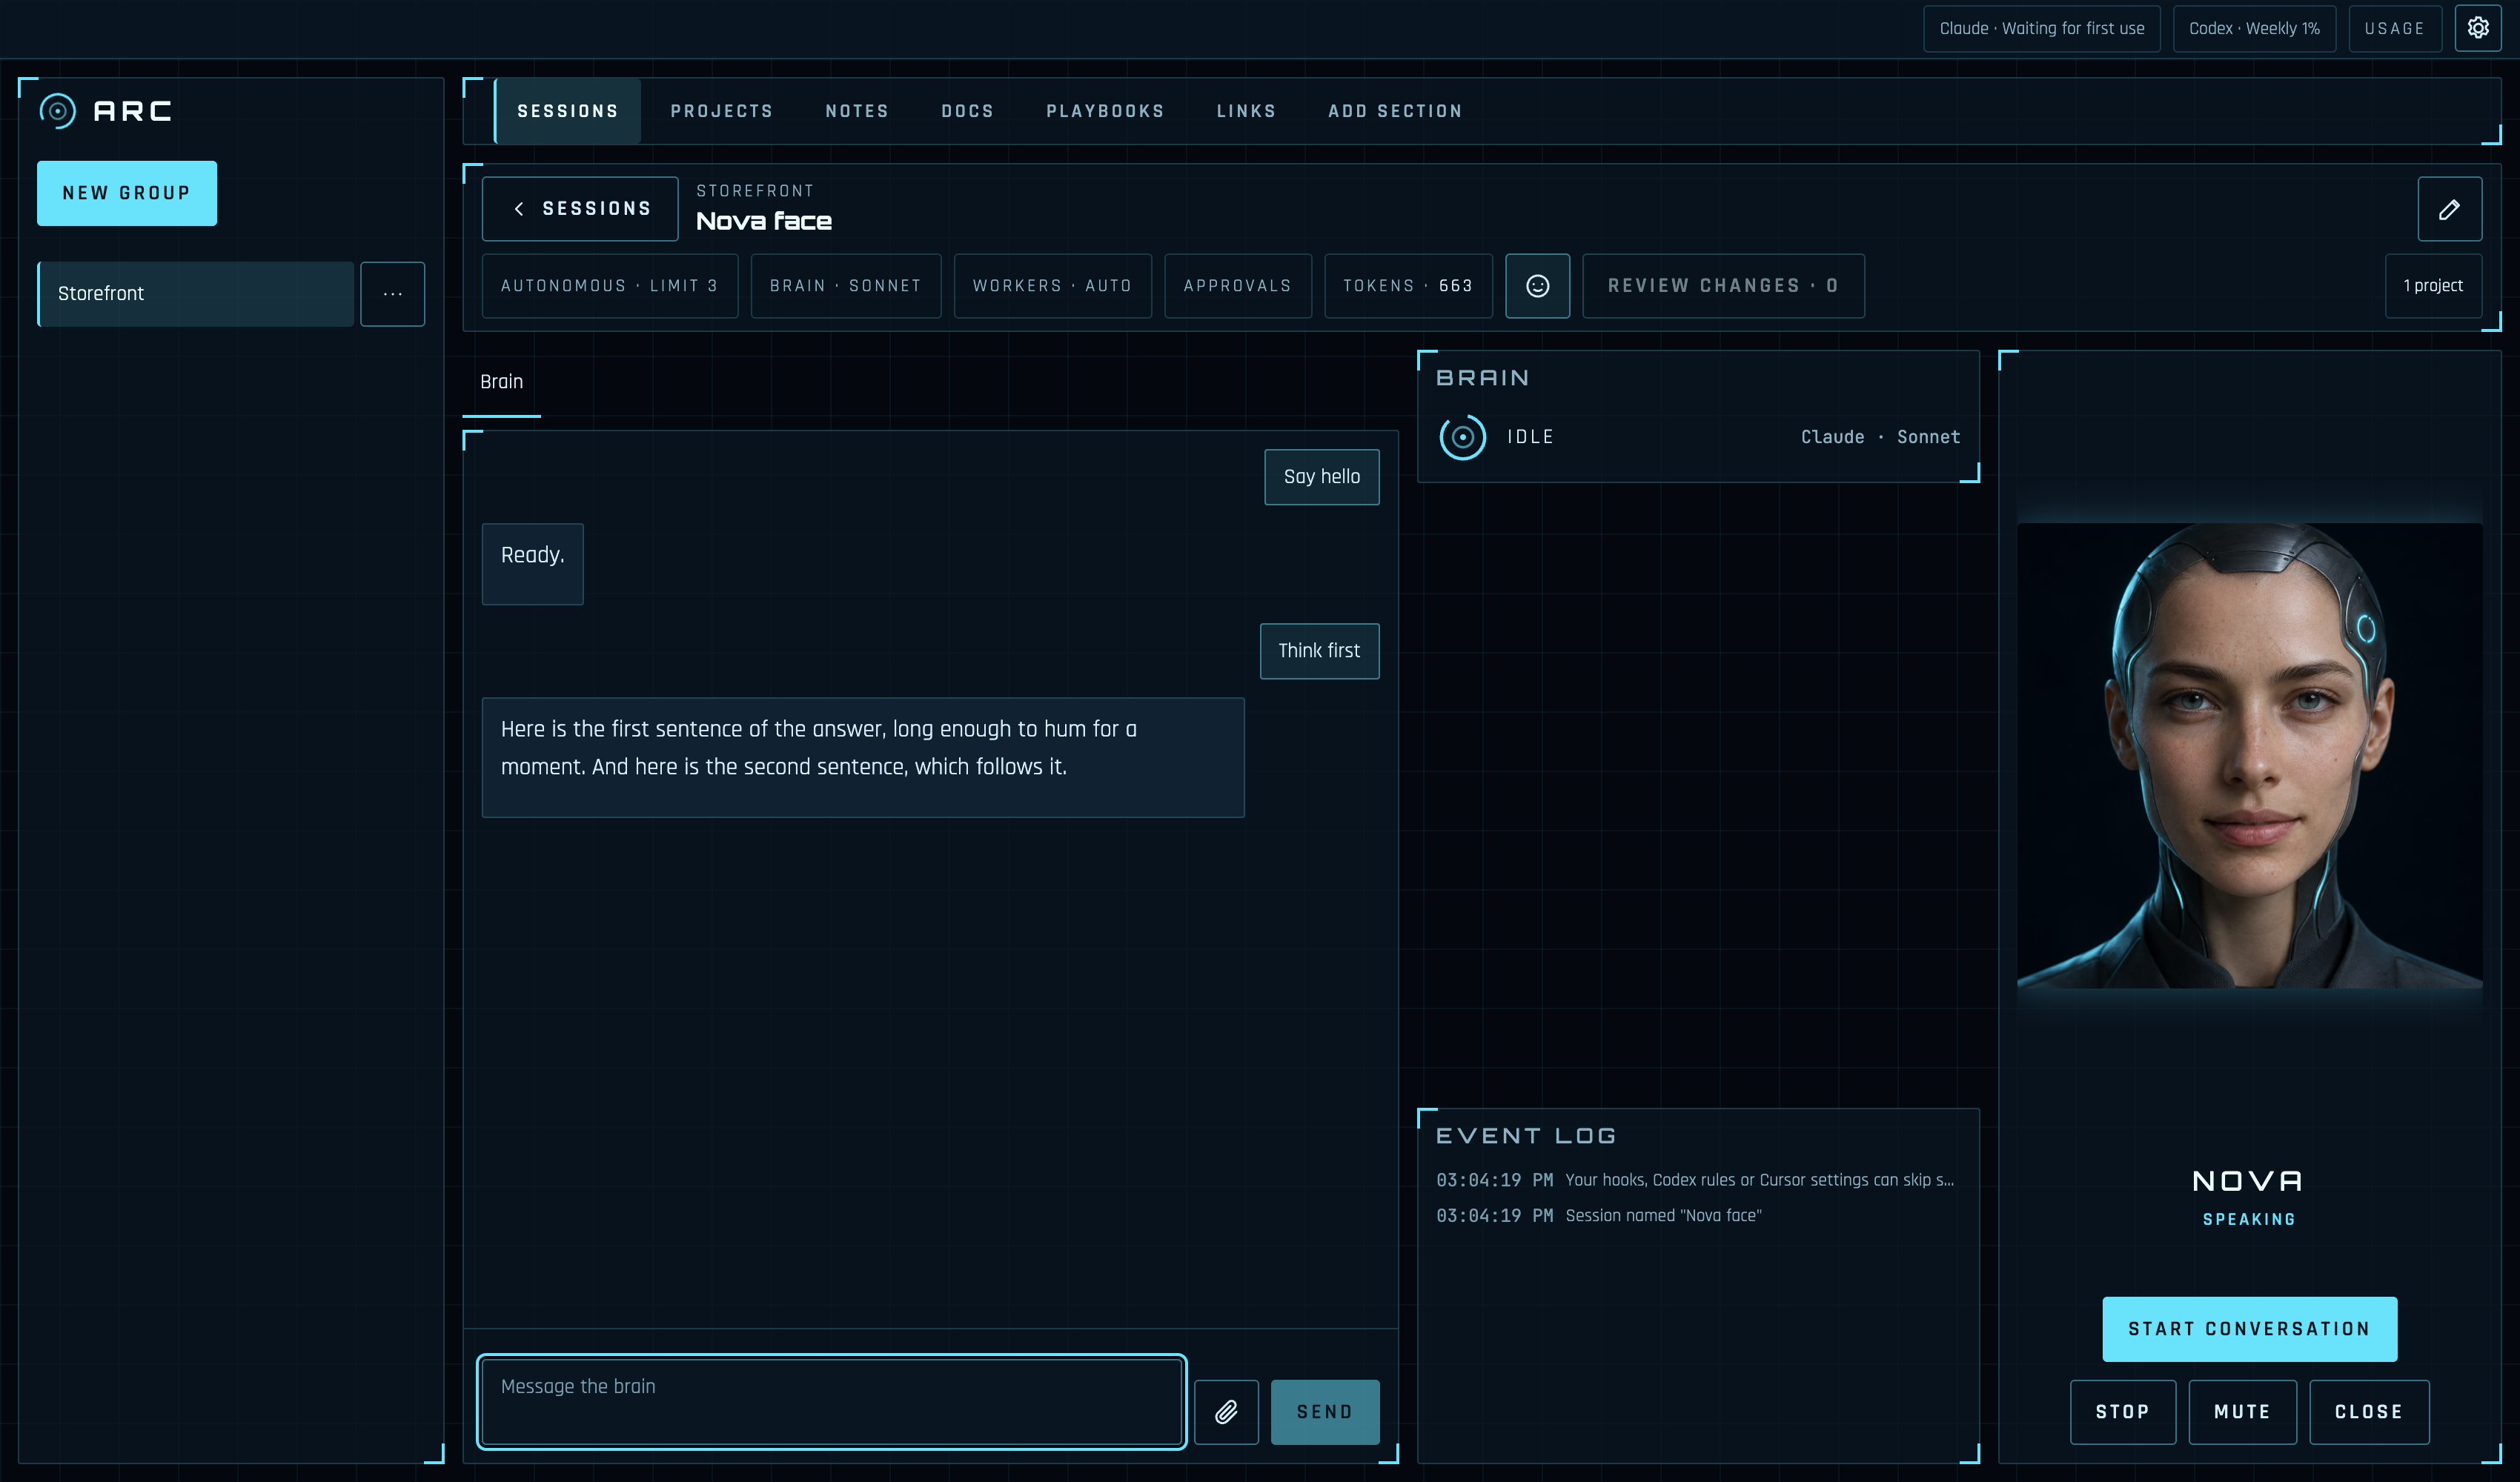 Claude · Waiting for first use
Codex · Weekly 1%
USAGE
ARC
NEW GROUP
Storefront
...
SESSIONS
PROJECTS
NOTES
DOCS
PLAYBOOKS
LINKS
ADD SECTION
SESSIONS
STOREFRONT
Nova face
AUTONOMOUS · LIMIT 3
BRAIN · SONNET
WORKERS · AUTO
APPROVALS
TOKENS · 663
REVIEW CHANGES · 0
1 project
Brain
Say hello
Ready.
Think first
Here is the first sentence of the answer, long enough to hum for a
moment. And here is the second sentence, which follows it.
Message the brain
SEND
BRAIN
IDLE
Claude · Sonnet
EVENT LOG
03:04:19 PM Your hooks, Codex rules or Cursor settings can skip s...
03:04:19 PM Session named "Nova face"
NOVA
SPEAKING
START CONVERSATION
STOP
MUTE
CLOSE